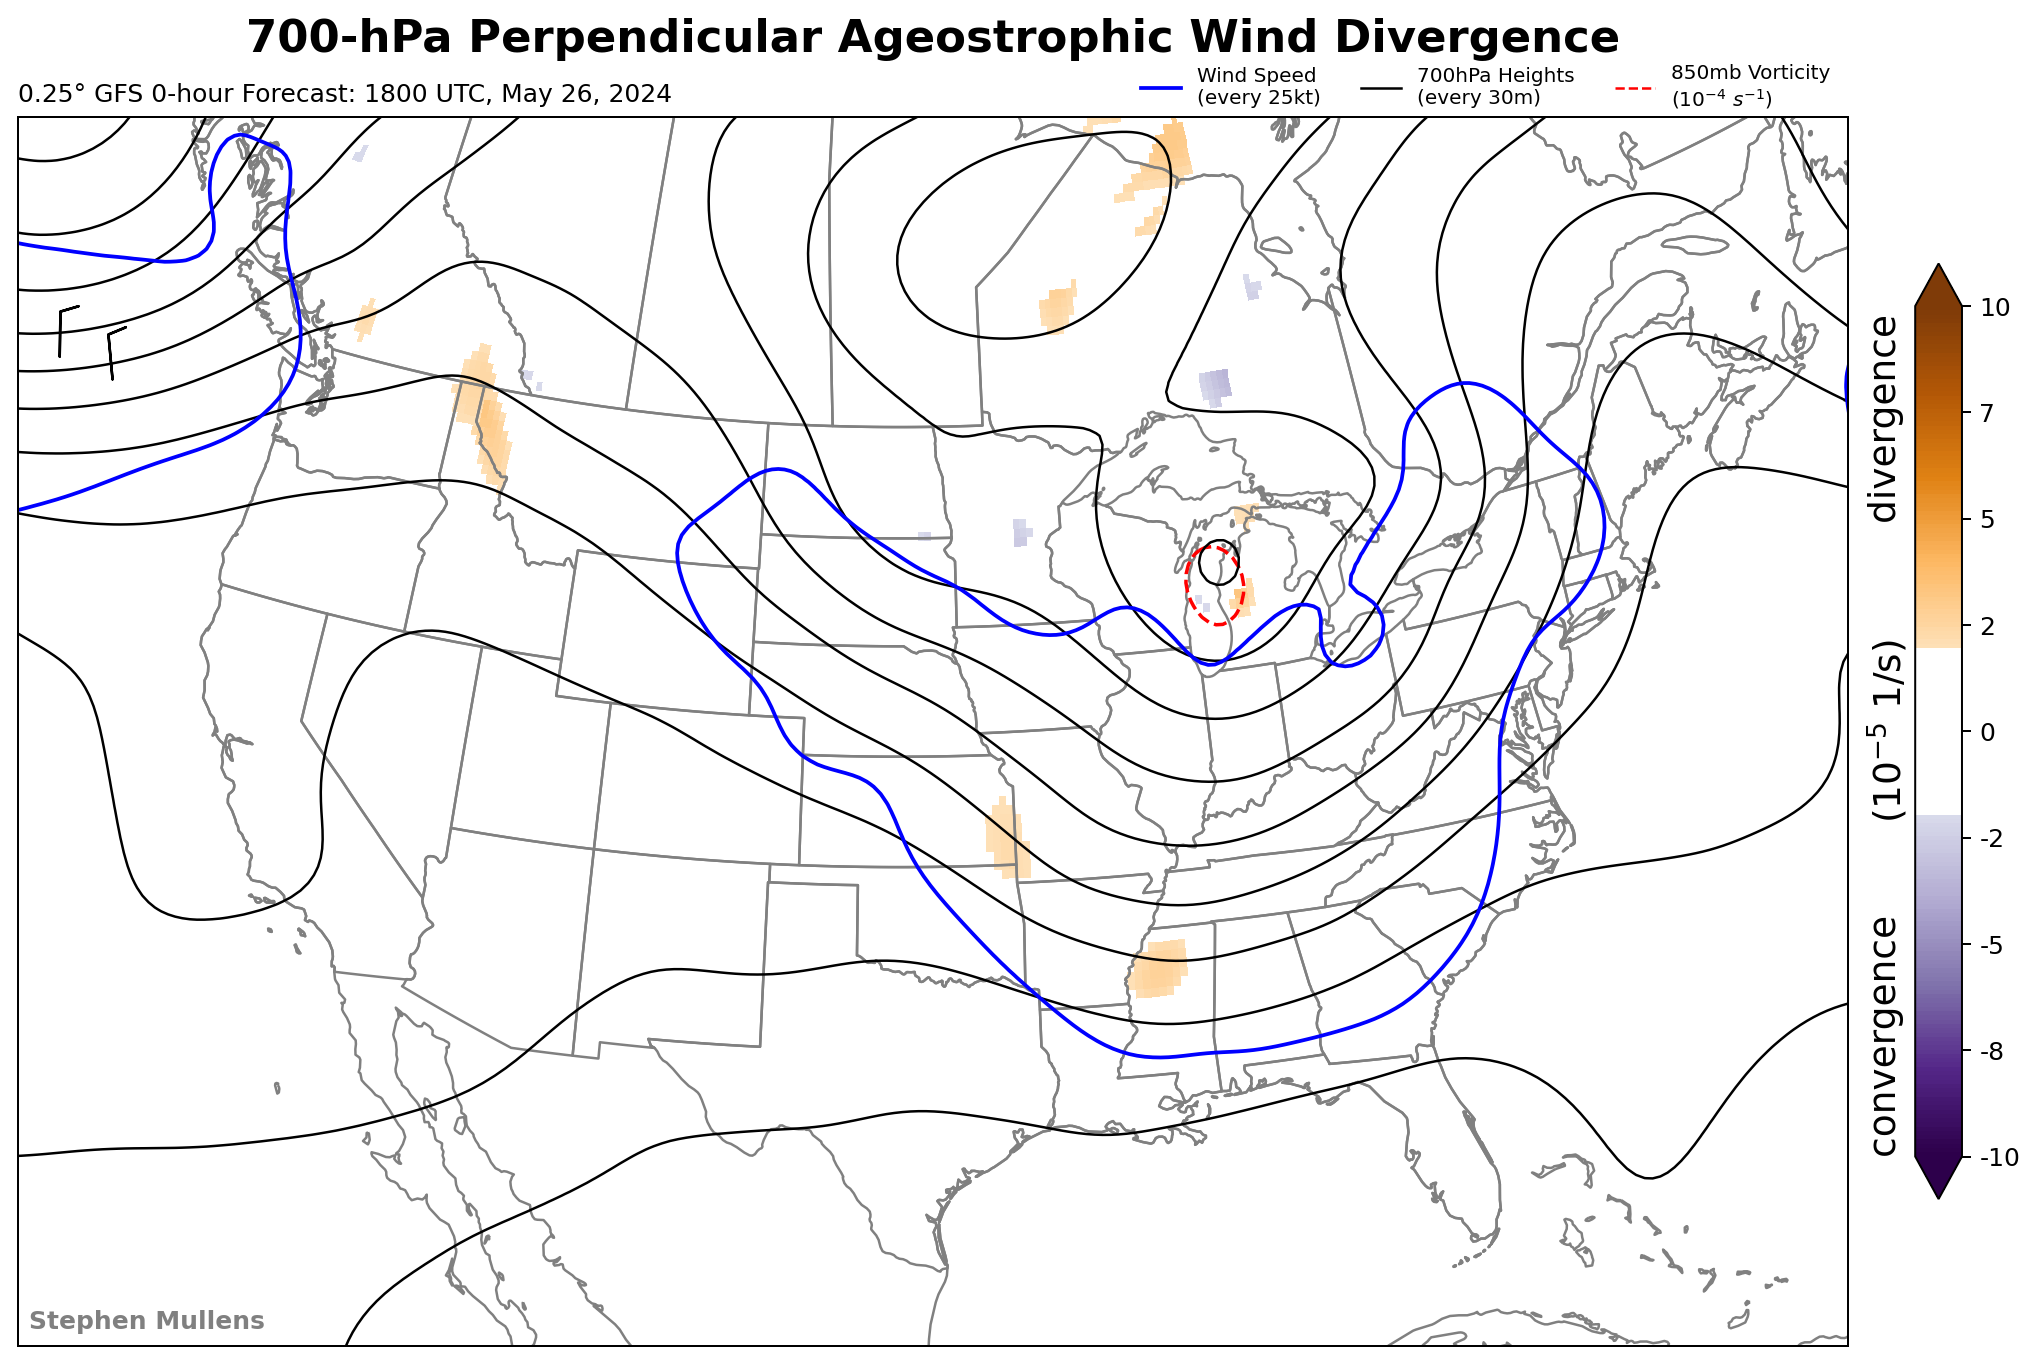 700-hPa Perpendicular Ageostrophic Wind Divergence
0.25° GFS 0-hour Forecast: 1800 UTC, May 26, 2024
Wind Speed
(every 25kt)
700hPa Heights
(every 30m)
850mb Vorticity
(10⁻⁴ s⁻¹)
10
7
5
2
0
-2
-5
-8
-10
convergence (10⁻⁵ 1/s) divergence
Stephen Mullens